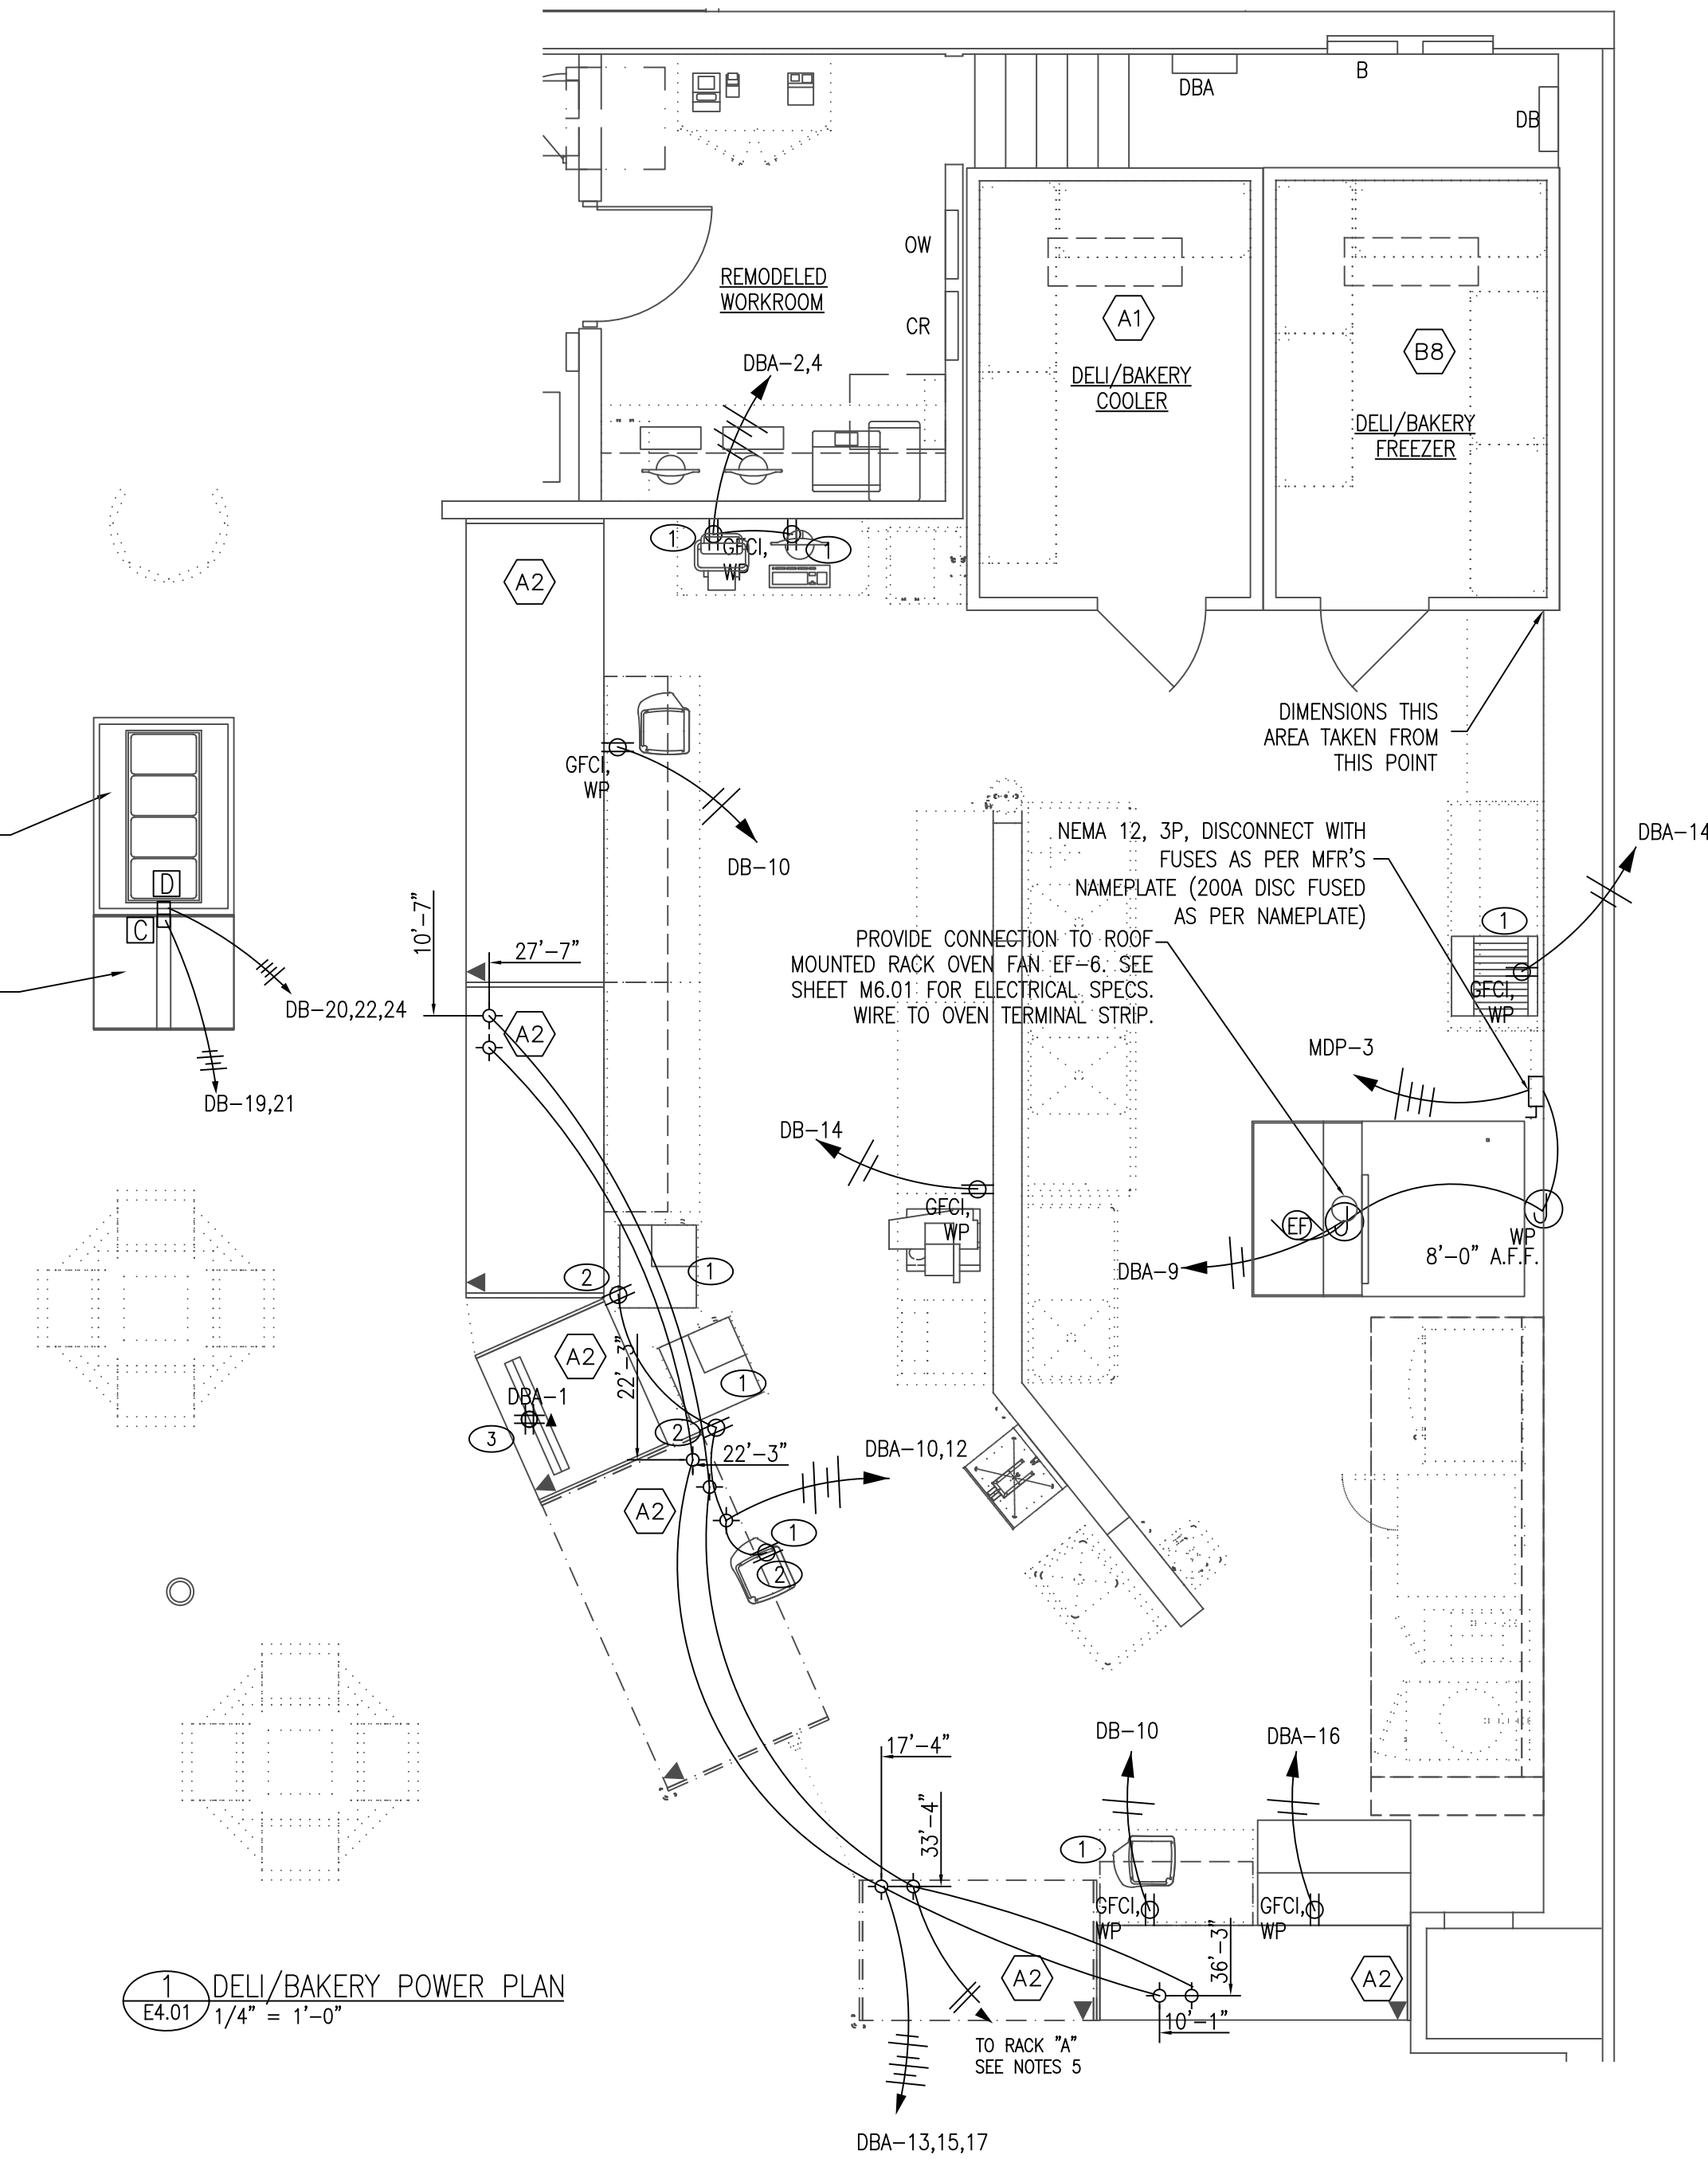 B
DBA
DB
OW
REMODELED
WORKROOM
CR
A1
B8
DBA-2,4
DELI/BAKERY
COOLER
DELI/BAKERY
FREEZER
1
GFCI,
WP
1
A2
DIMENSIONS THIS
AREA TAKEN FROM
THIS POINT
GFCI,
WP
DB-10
NEMA 12, 3P, DISCONNECT WITH
FUSES AS PER MFR'S
NAMEPLATE (200A DISC FUSED
AS PER NAMEPLATE)
DBA-14
D
C
10'-7"
27'-7"
1
PROVIDE CONNECTION TO ROOF
MOUNTED RACK OVEN FAN EF-6. SEE
SHEET M6.01 FOR ELECTRICAL SPECS.
WIRE TO OVEN TERMINAL STRIP.
GFCI,
WP
DB-20,22,24
A2
MDP-3
DB-19,21
DB-14
GFCI,
WP
EF
J
J
WP
8'-0" A.F.F.
DBA-9
2
1
A2
22'-3"
1
DBA-1
3
2
22'-3"
DBA-10,12
A2
1
2
17'-4"
DB-10
DBA-16
33'-4"
1
GFCI,
WP
GFCI,
WP
36'-3"
A2
A2
10'-1"
1
E4.01
DELI/BAKERY POWER PLAN
1/4" = 1'-0"
TO RACK "A"
SEE NOTES 5
DBA-13,15,17